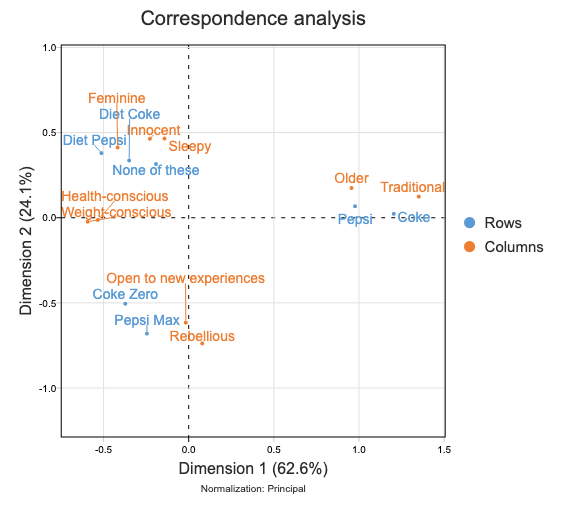 Correspondence analysis
1.0
Feminine
Diet Coke
0.5
Innocent
Diet Pepsi
Sleepy
None of these
Older
Traditional
Health-conscious
Weight-conscious
0.0
Pepsi
Coke
Rows
Columns
Dimension 2 (24.1%)
Open to new experiences
Coke Zero
-0.5
Pepsi Max
Rebellious
-1.0
-0.5
0.0
0.5
1.0
1.5
Dimension 1 (62.6%)
Normalization: Principal